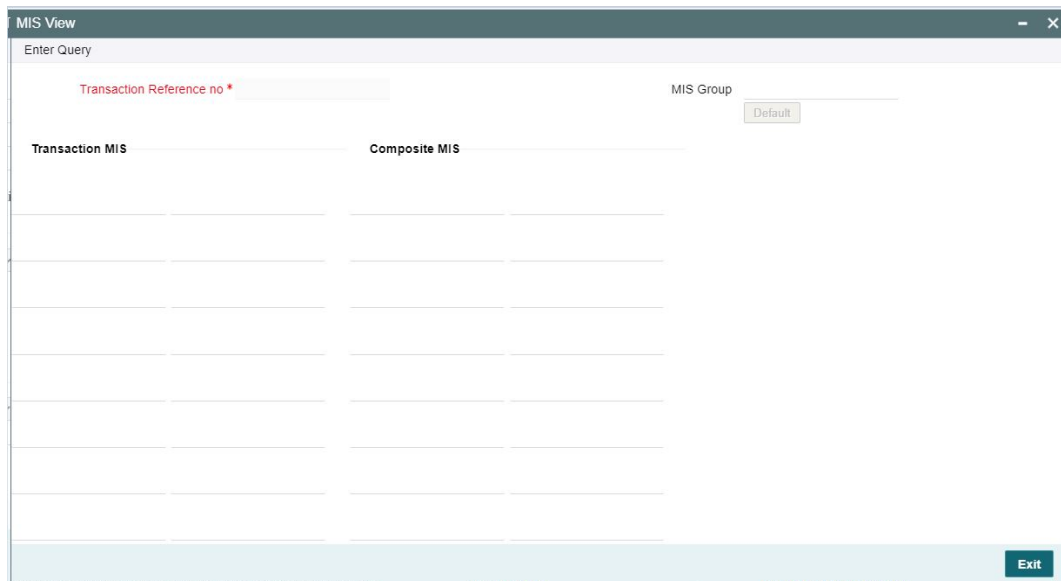 MIS View
Enter Query
Transaction Reference no *
MIS Group
Default
Transaction MIS
Composite MIS
Exit